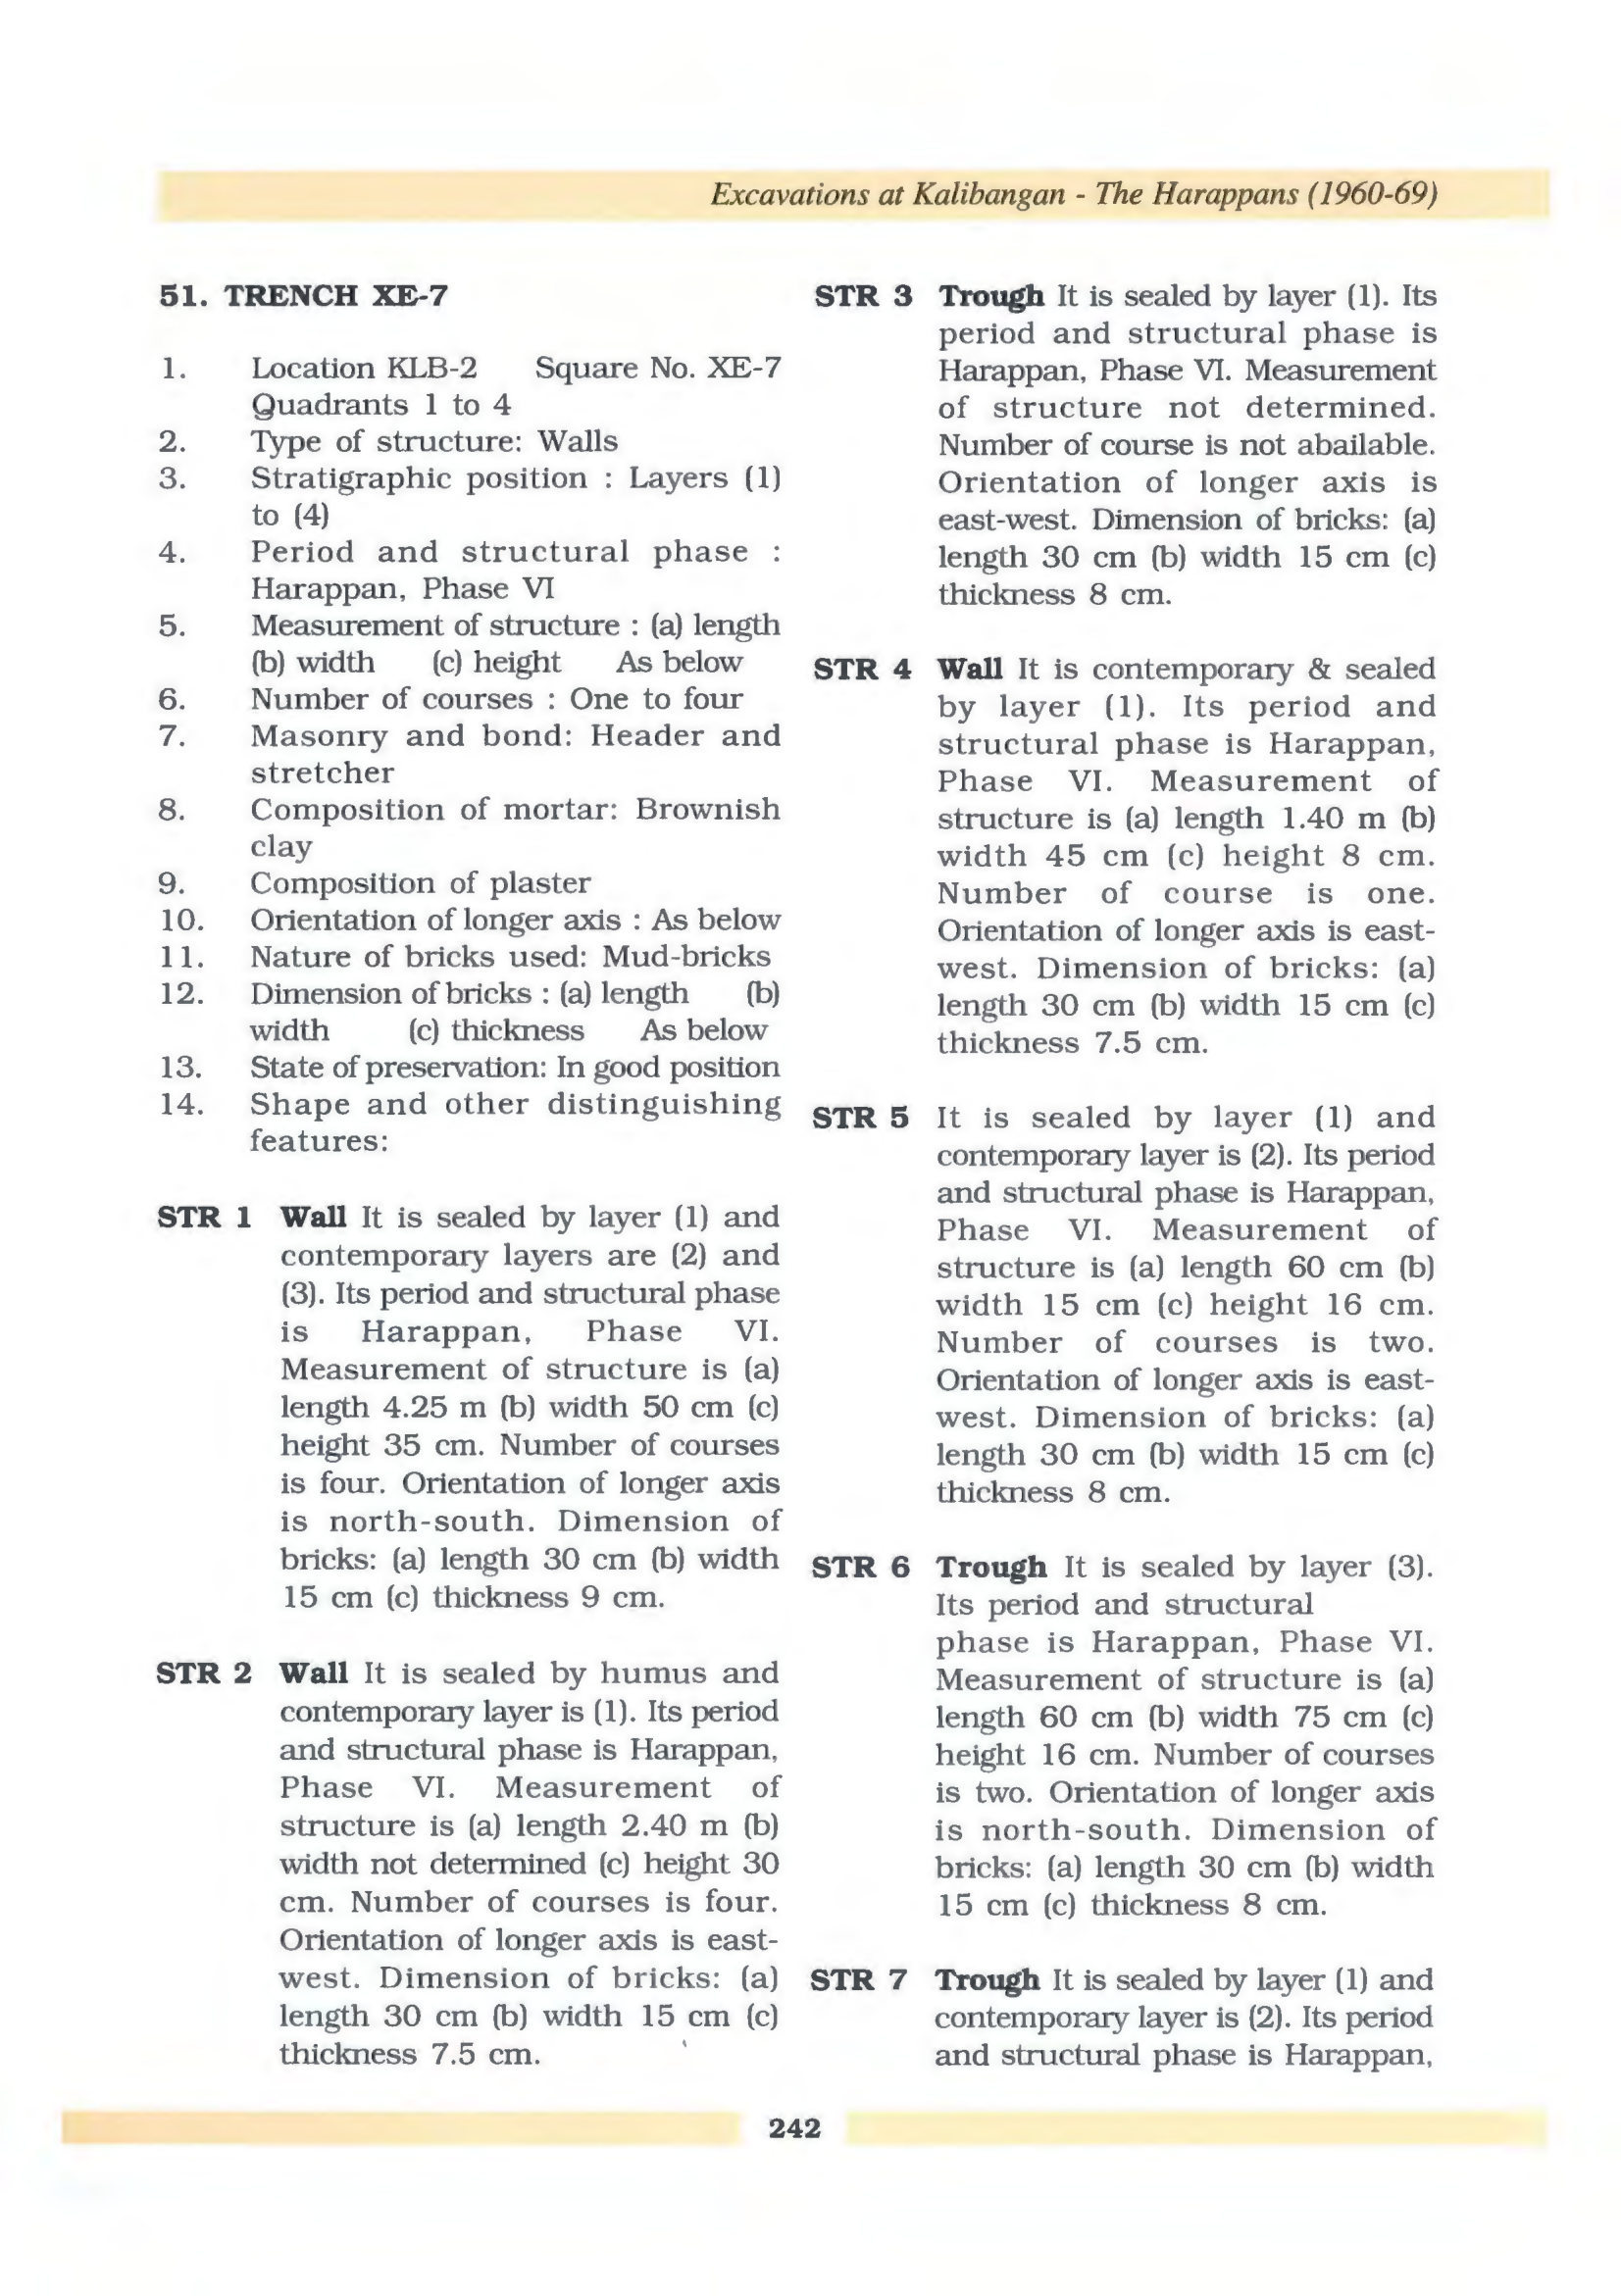 Excavations at Kalibangan - The Harappans (1960-69)
51. TRENCH XE-7
1. Location KLB-2 Square No. XE-7
Quadrants 1 to 4
2. Type of structure: Walls
3. Stratigraphic position : Layers (1)
to (4)
4. Period and structural phase :
Harappan, Phase VI
5. Measurement of structure : (a) length
(b) width (c) height As below
6. Number of courses : One to four
7. Masonry and bond: Header and
stretcher
8. Composition of mortar: Brownish
clay
9. Composition of plaster
10. Orientation of longer axis : As below
11. Nature of bricks used: Mud-bricks
12. Dimension of bricks : (a) length (b)
width (c) thickness As below
13. State of preservation: In good position
14. Shape and other distinguishing
features:
STR 1 Wall It is sealed by layer (1) and
contemporary layers are (2) and
(3). Its period and structural phase
is Harappan, Phase VI.
Measurement of structure is (a)
length 4.25 m (b) width 50 cm (c)
height 35 cm. Number of courses
is four. Orientation of longer axis
is north-south. Dimension of
bricks: (a) length 30 cm (b) width
15 cm (c) thickness 9 cm.
STR 2 Wall It is sealed by humus and
contemporary layer is (1). Its period
and structural phase is Harappan,
Phase VI. Measurement of
structure is (a) length 2.40 m (b)
width not determined (c) height 30
cm. Number of courses is four.
Orientation of longer axis is east-
west. Dimension of bricks: (a)
length 30 cm (b) width 15 cm (c)
thickness 7.5 cm.
STR 3 Trough It is sealed by layer (1). Its
period and structural phase is
Harappan, Phase VI. Measurement
of structure not determined.
Number of course is not abailable.
Orientation of longer axis is
east-west. Dimension of bricks: (a)
length 30 cm (b) width 15 cm (c)
thickness 8 cm.
STR 4 Wall It is contemporary & sealed
by layer (1). Its period and
structural phase is Harappan,
Phase VI. Measurement of
structure is (a) length 1.40 m (b)
width 45 cm (c) height 8 cm.
Number of course is one.
Orientation of longer axis is east-
west. Dimension of bricks: (a)
length 30 cm (b) width 15 cm (c)
thickness 7.5 cm.
STR 5 It is sealed by layer (1) and
contemporary layer is (2). Its period
and structural phase is Harappan,
Phase VI. Measurement of
structure is (a) length 60 cm (b)
width 15 cm (c) height 16 cm.
Number of courses is two.
Orientation of longer axis is east-
west. Dimension of bricks: (a)
length 30 cm (b) width 15 cm (c)
thickness 8 cm.
STR 6 Trough It is sealed by layer (3).
Its period and structural
phase is Harappan, Phase VI.
Measurement of structure is (a)
length 60 cm (b) width 75 cm (c)
height 16 cm. Number of courses
is two. Orientation of longer axis
is north-south. Dimension of
bricks: (a) length 30 cm (b) width
15 cm (c) thickness 8 cm.
STR 7 Trough It is sealed by layer (1) and
contemporary layer is (2). Its period
and structural phase is Harappan,
242